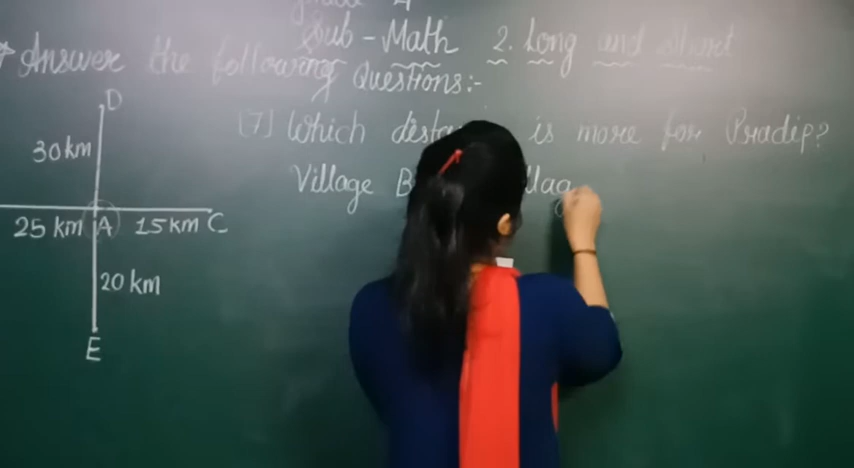 Sub - Math 2. Long and Short
* Answer the following Questions:-
[7] Which is more for Pradip?
Village B
D
30 km
25 km A 15 km C
20 km
E